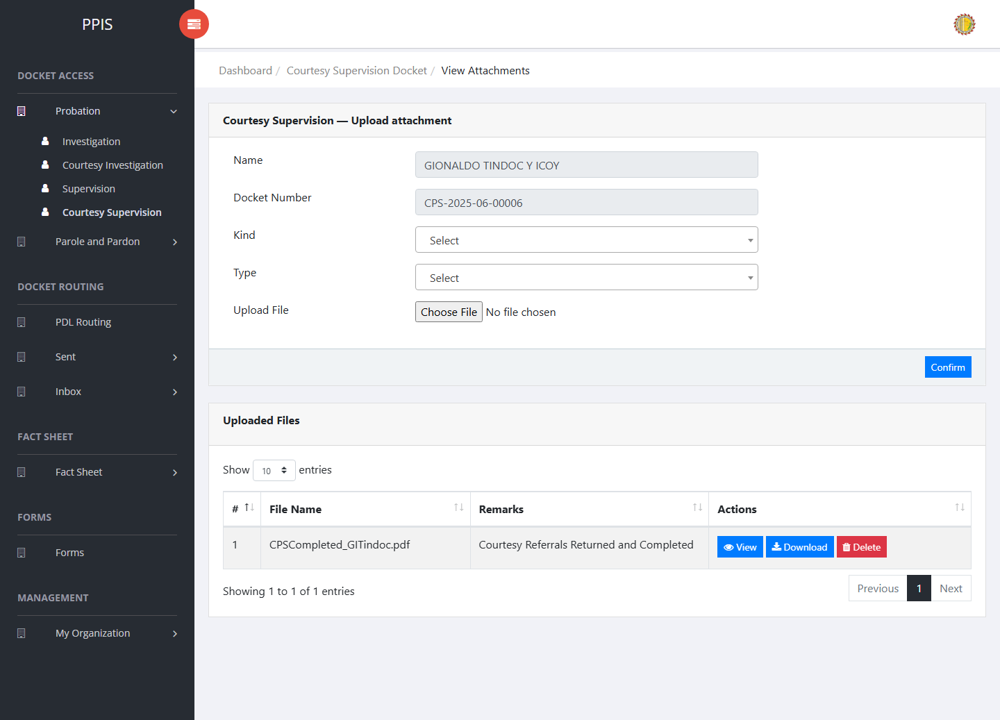 PPIS
DOCKET ACCESS
Probation
Investigation
Courtesy Investigation
Supervision
Courtesy Supervision
Parole and Pardon
DOCKET ROUTING
PDL Routing
Sent
Inbox
FACT SHEET
Fact Sheet
FORMS
Forms
MANAGEMENT
My Organization
Dashboard / Courtesy Supervision Docket / View Attachments
Courtesy Supervision — Upload attachment
Name GIONALDO TINDOC Y ICOY
Docket Number CPS-2025-06-00006
Kind Select
Type Select
Upload File Choose File No file chosen
Confirm
Uploaded Files
Show 10 entries
# File Name Remarks Actions
1 CPSCompleted_GITindoc.pdf Courtesy Referrals Returned and Completed View Download Delete
Showing 1 to 1 of 1 entries
Previous 1 Next